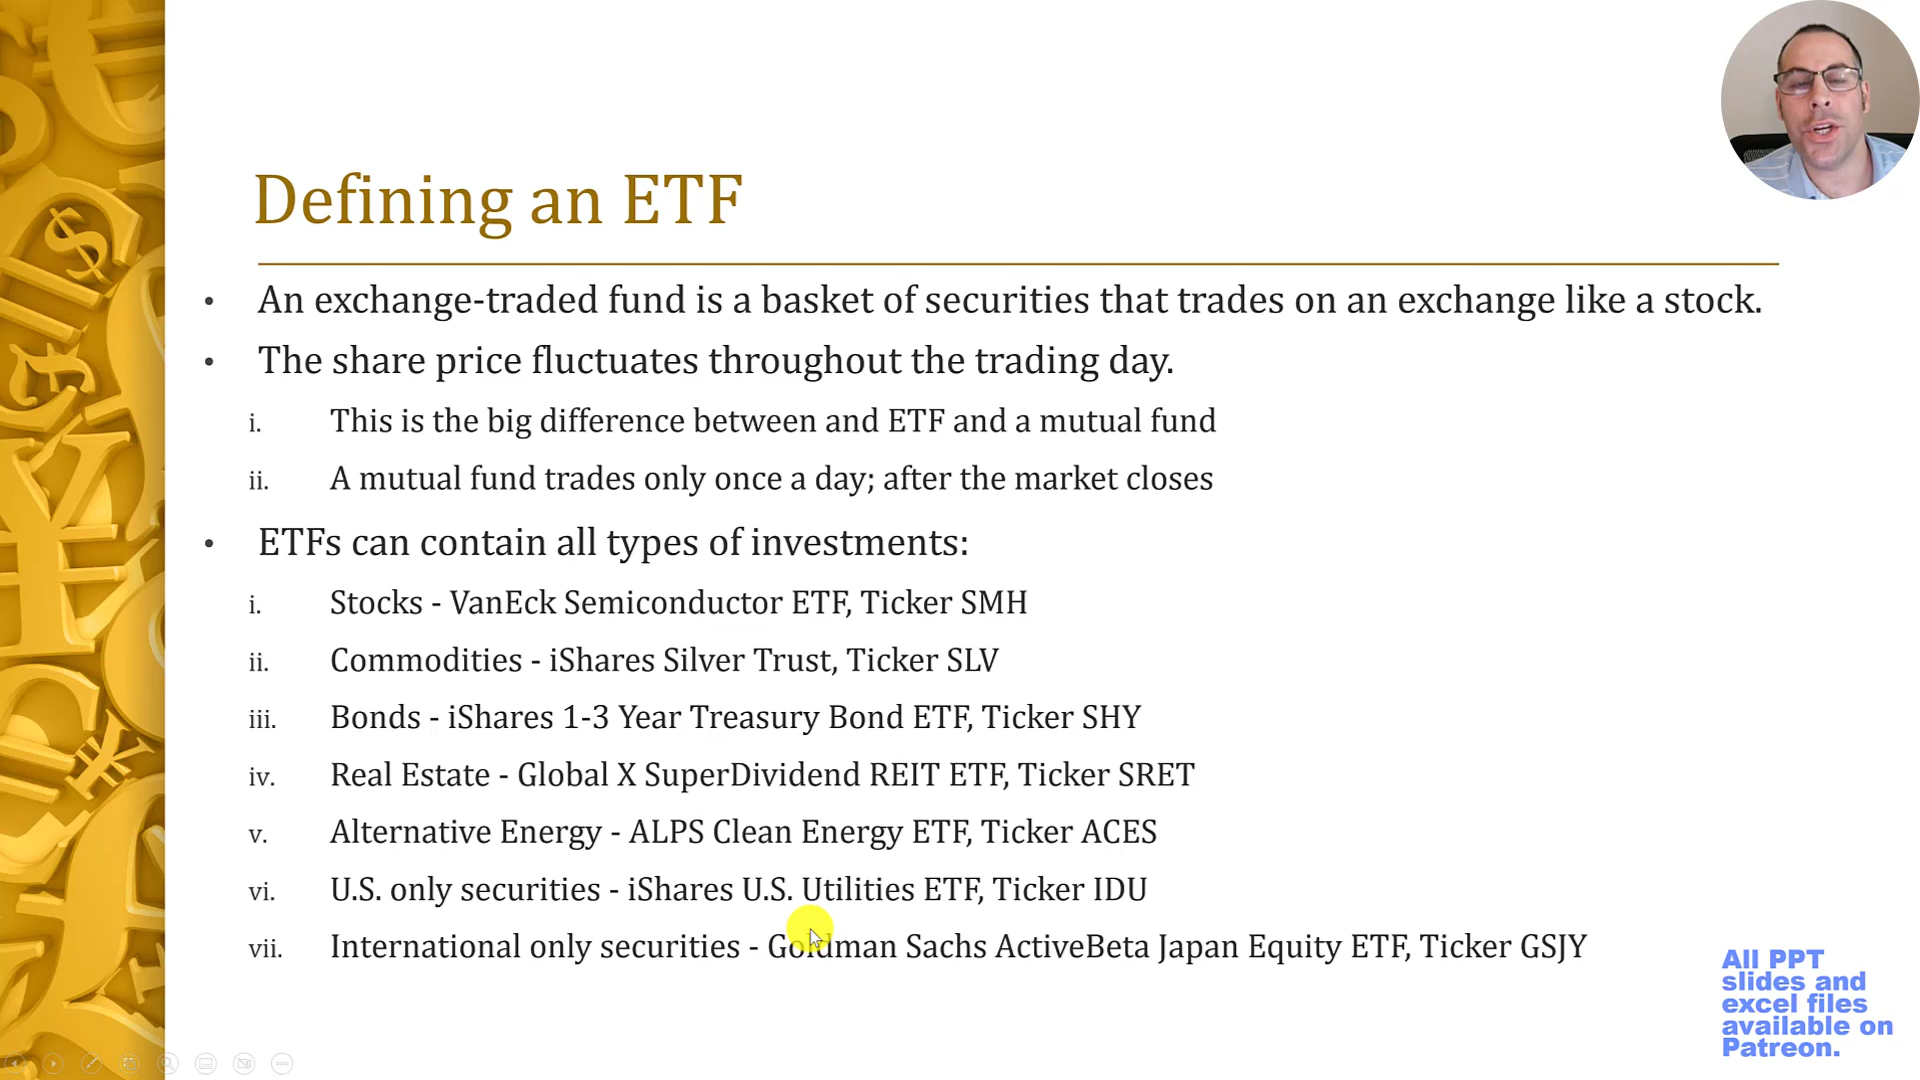 Defining an ETF
• An exchange-traded fund is a basket of securities that trades on an exchange like a stock.
• The share price fluctuates throughout the trading day.
i. This is the big difference between and ETF and a mutual fund
ii. A mutual fund trades only once a day; after the market closes
• ETFs can contain all types of investments:
i. Stocks - VanEck Semiconductor ETF, Ticker SMH
ii. Commodities - iShares Silver Trust, Ticker SLV
iii. Bonds - iShares 1-3 Year Treasury Bond ETF, Ticker SHY
iv. Real Estate - Global X SuperDividend REIT ETF, Ticker SRET
v. Alternative Energy - ALPS Clean Energy ETF, Ticker ACES
vi. U.S. only securities - iShares U.S. Utilities ETF, Ticker IDU
vii. International only securities - Goldman Sachs ActiveBeta Japan Equity ETF, Ticker GSJY
All PPT
slides and
excel files
available on
Patreon.